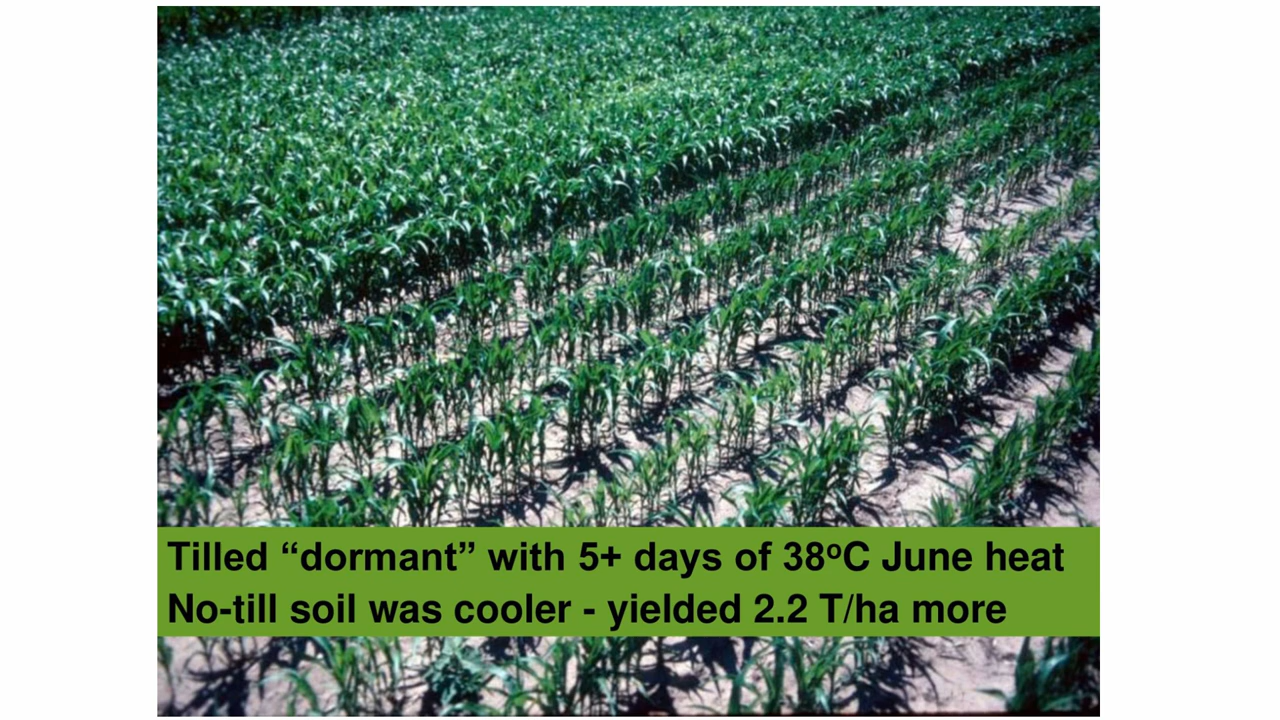 Tilled “dormant” with 5+ days of 38ºC June heat
No-till soil was cooler - yielded 2.2 T/ha more